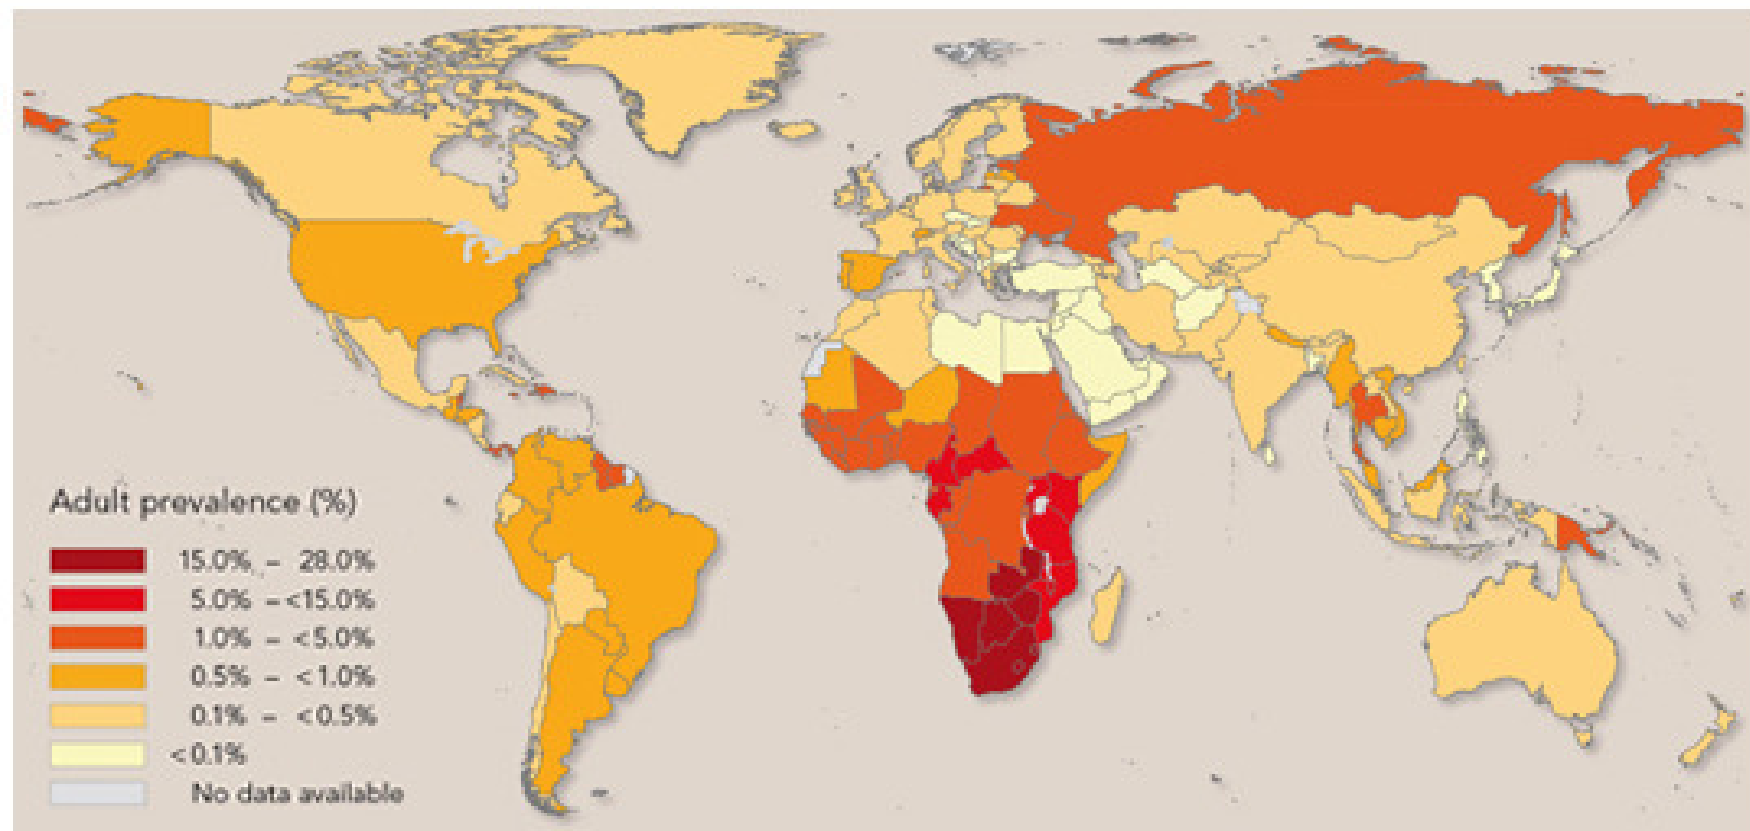 Adult prevalence (%)
15.0% – 28.0%
5.0% – <15.0%
1.0% – <5.0%
0.5% – <1.0%
0.1% – <0.5%
<0.1%
No data available